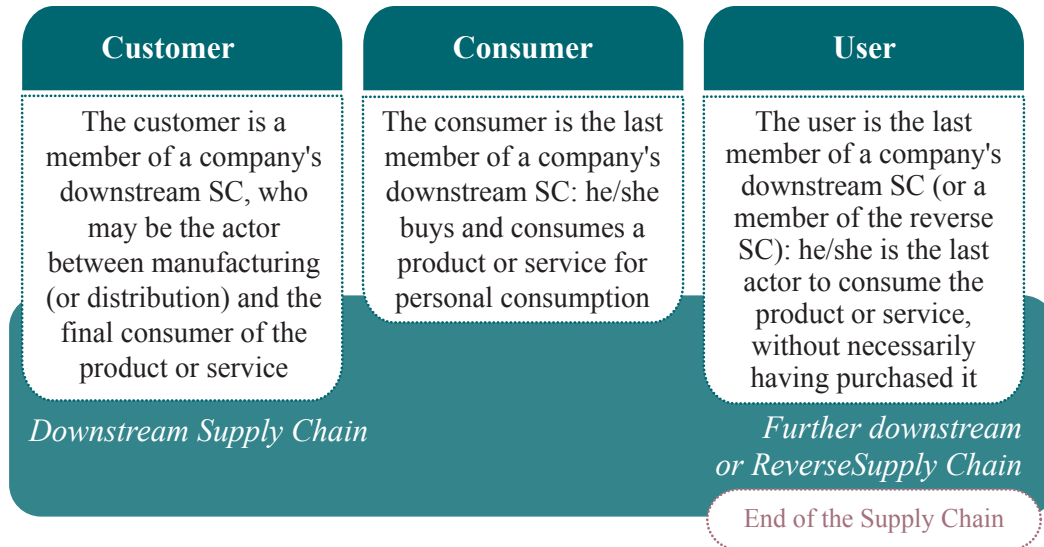 Customer
The customer is a
member of a company's
downstream SC, who
may be the actor
between manufacturing
(or distribution) and the
final consumer of the
product or service
Consumer
The consumer is the last
member of a company's
downstream SC: he/she
buys and consumes a
product or service for
personal consumption
User
The user is the last
member of a company's
downstream SC (or a
member of the reverse
SC): he/she is the last
actor to consume the
product or service,
without necessarily
having purchased it
Downstream Supply Chain
Further downstream
or ReverseSupply Chain
End of the Supply Chain